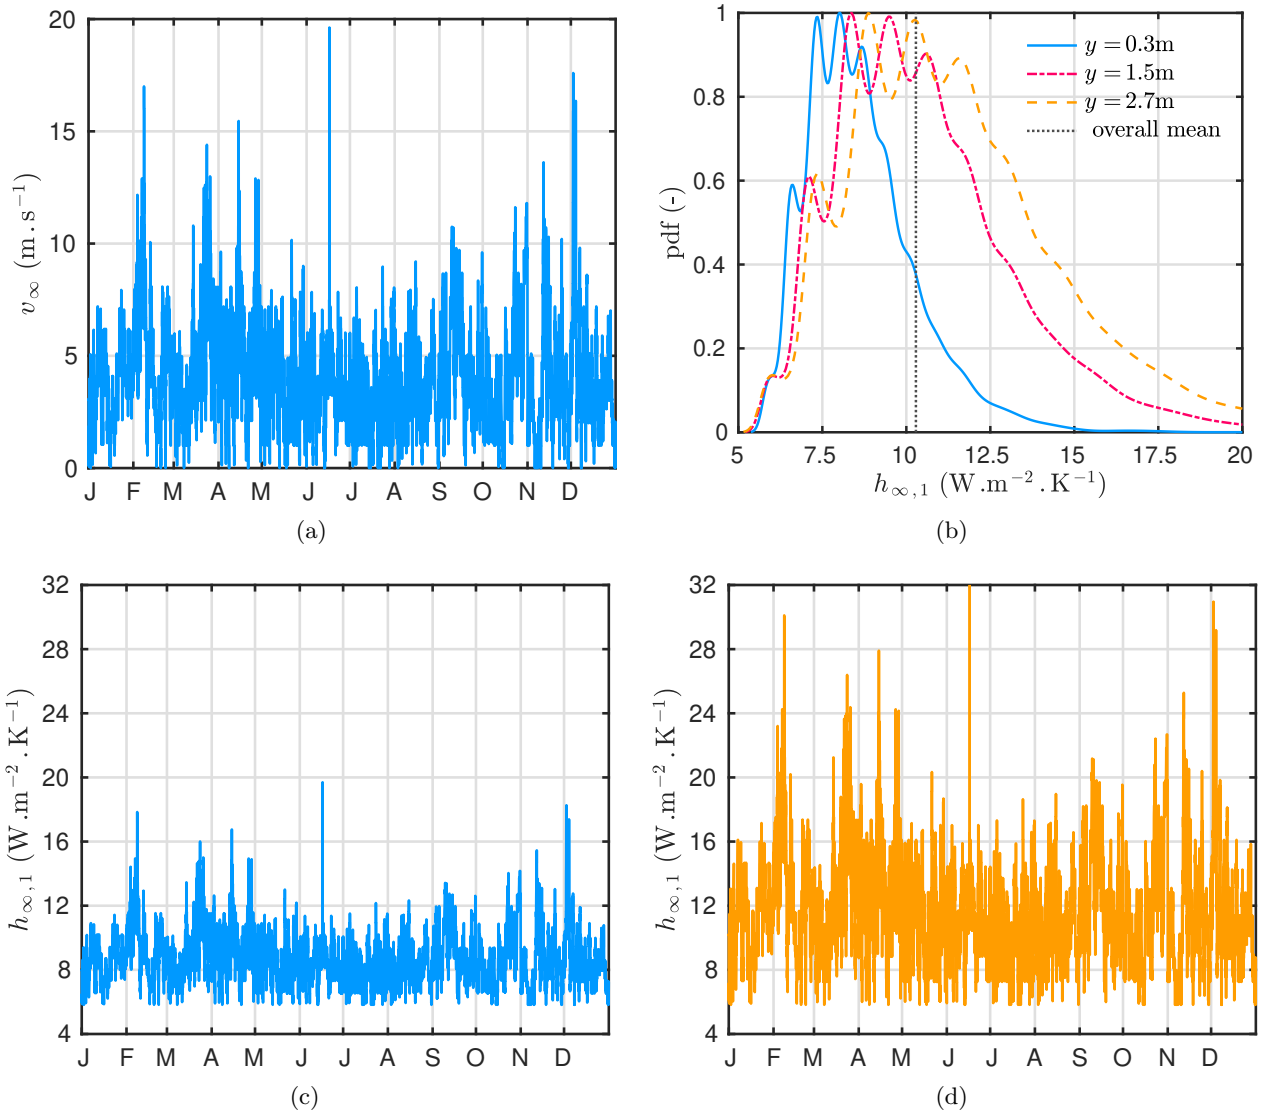 20
15
10
5
0
v∞ (m.s⁻¹)
J F M A M J J A S O N D
(a)
1
0.8
0.6
0.4
0.2
0
pdf (-)
y = 0.3m
y = 1.5m
y = 2.7m
overall mean
5 7.5 10 12.5 15 17.5 20
h∞,1 (W.m⁻².K⁻¹)
(b)
32
28
24
20
16
12
8
4
h∞,1 (W.m⁻².K⁻¹)
J F M A M J J A S O N D
(c)
32
28
24
20
16
12
8
4
h∞,1 (W.m⁻².K⁻¹)
J F M A M J J A S O N D
(d)